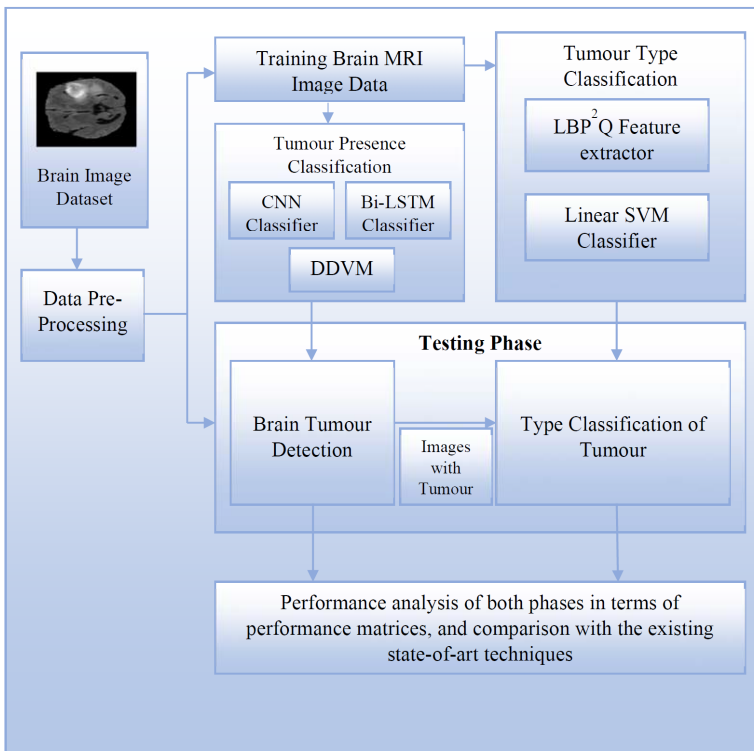 Brain Image
Dataset
Data Pre-
Processing
Training Brain MRI
Image Data
Tumour Presence
Classification
CNN
Classifier
Bi-LSTM
Classifier
DDVM
Tumour Type
Classification
LBP²Q Feature
extractor
Linear SVM
Classifier
Testing Phase
Brain Tumour
Detection
Images
with
Tumour
Type Classification of
Tumour
Performance analysis of both phases in terms of
performance matrices, and comparison with the existing
state-of-art techniques